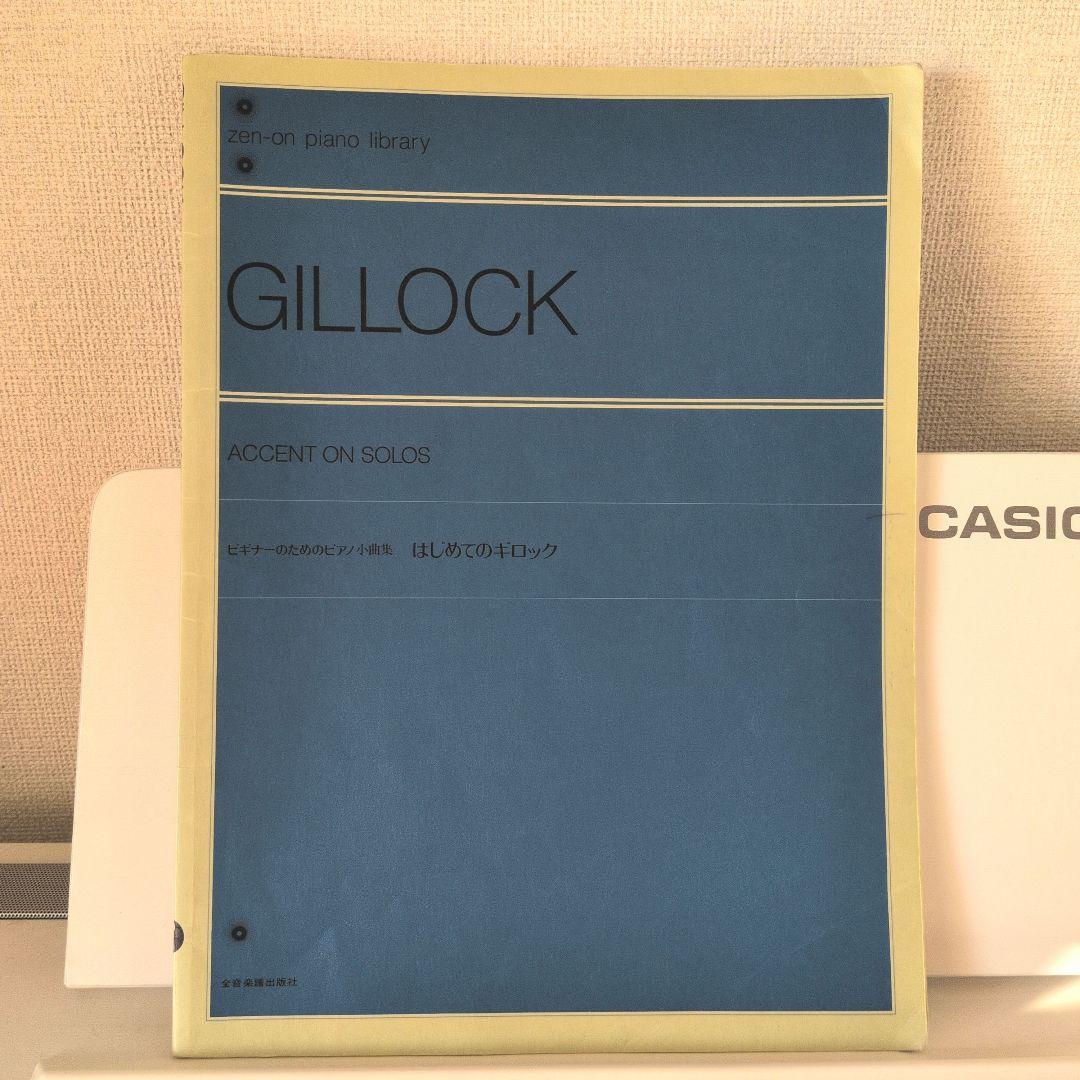 zen-on piano library
GILLOCK
ACCENT ON SOLOS
ビギナーのためのピアノ小曲集 はじめてのギロック
CASIO
全音楽譜出版社